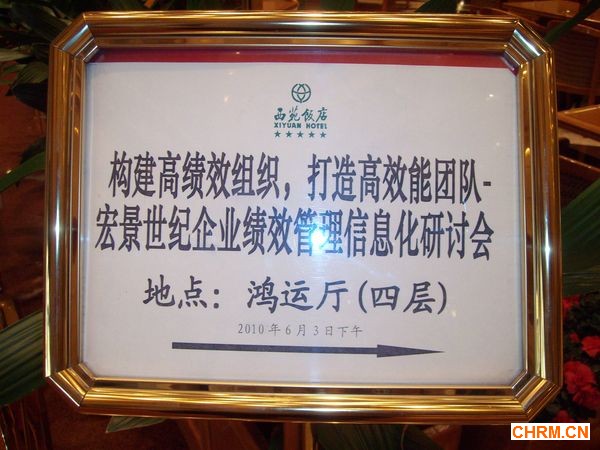 西苑饭店
XIYUAN HOTEL
★★★★★
构建高绩效组织，打造高效能团队-
宏景世纪企业绩效管理信息化研讨会
地点：鸿运厅(四层)
2010年6月3日下午
CHRM.CN